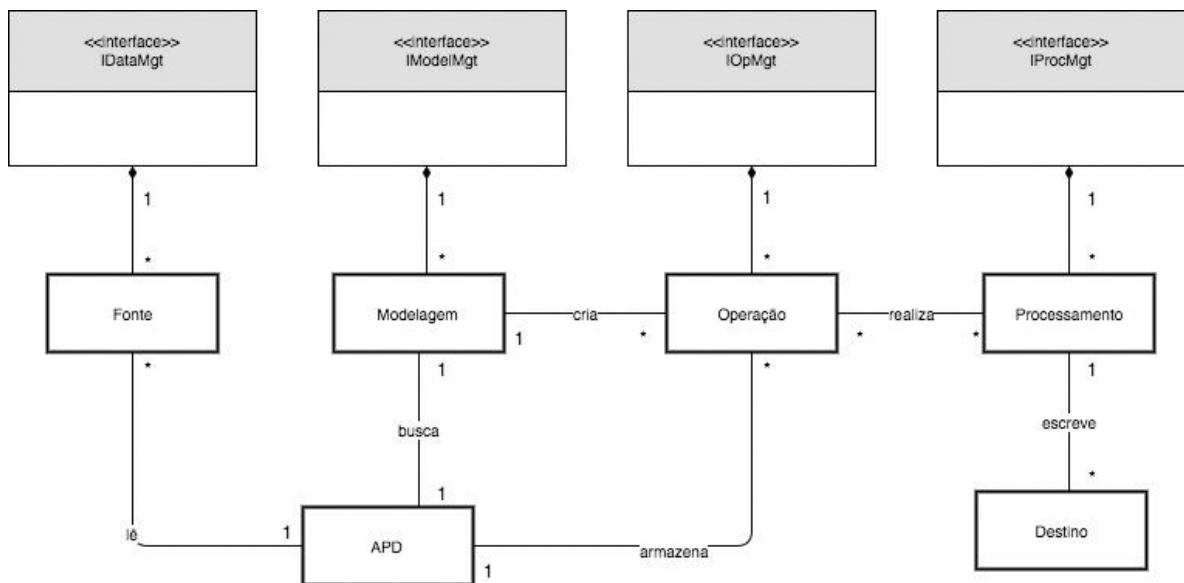 <<interface>>
IDataMgt
<<interface>>
IModelMgt
<<interface>>
IOpMgt
<<interface>>
IProcMgt
1
1
1
1
*
*
*
*
Fonte
Modelagem
cria
Operação
realiza
Processamento
1
*
*
*
*
1
*
1
busca
escreve
1
*
lê
1
APD
armazena
1
Destino